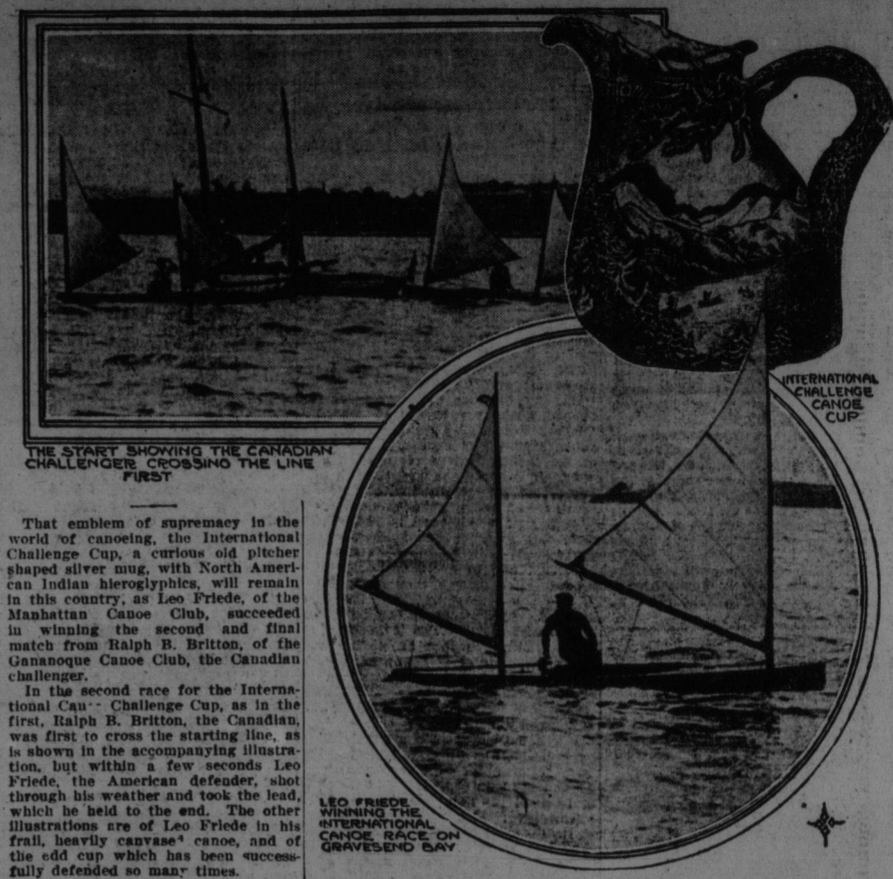 THE START SHOWING THE CANADIAN
CHALLENGER CROSSING THE LINE
FIRST
INTERNATIONAL
CHALLENGE
CANOE
CUP
That emblem of supremacy in the
world of canoeing, the International
Challenge Cup, a curious old pitcher
shaped silver mug, with North Ameri-
can Indian hieroglyphics, will remain
in this country, as Leo Friede, of the
Manhattan Canoe Club, succeeded
in winning the second and final
match from Ralph B. Britton, of the
Gananoque Canoe Club, the Canadian
challenger.
In the second race for the Interna-
tional Challenge Cup, as in the
first, Ralph B. Britton, the Canadian,
was first to cross the starting line, as
is shown in the accompanying illustra-
tion, but within a few seconds Leo
Friede, the American defender, shot
through his weather and took the lead,
which he held to the end. The other
illustrations are of Leo Friede in his
frail, heavily canvased canoe, and of
the odd cup which has been success-
fully defended so many times.
LEO FRIEDE
WINNING THE
INTERNATIONAL
CANOE RACE ON
GRAVESEND BAY